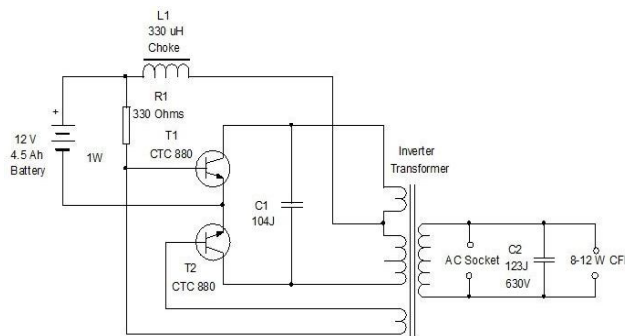 L1
330 uH
Choke
R1
330 Ohms
T1
CTC 880
+
12 V
4.5 Ah
Battery
1W
C1
104J
T2
CTC 880
Inverter
Transformer
AC Socket
C2
123J
630V
8-12 W CF